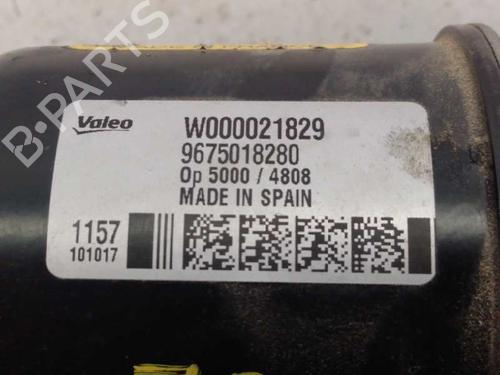 Valeo
W000021829
9675018280
Op 5000 / 4808
MADE IN SPAIN
1157
101017
B-PARTS